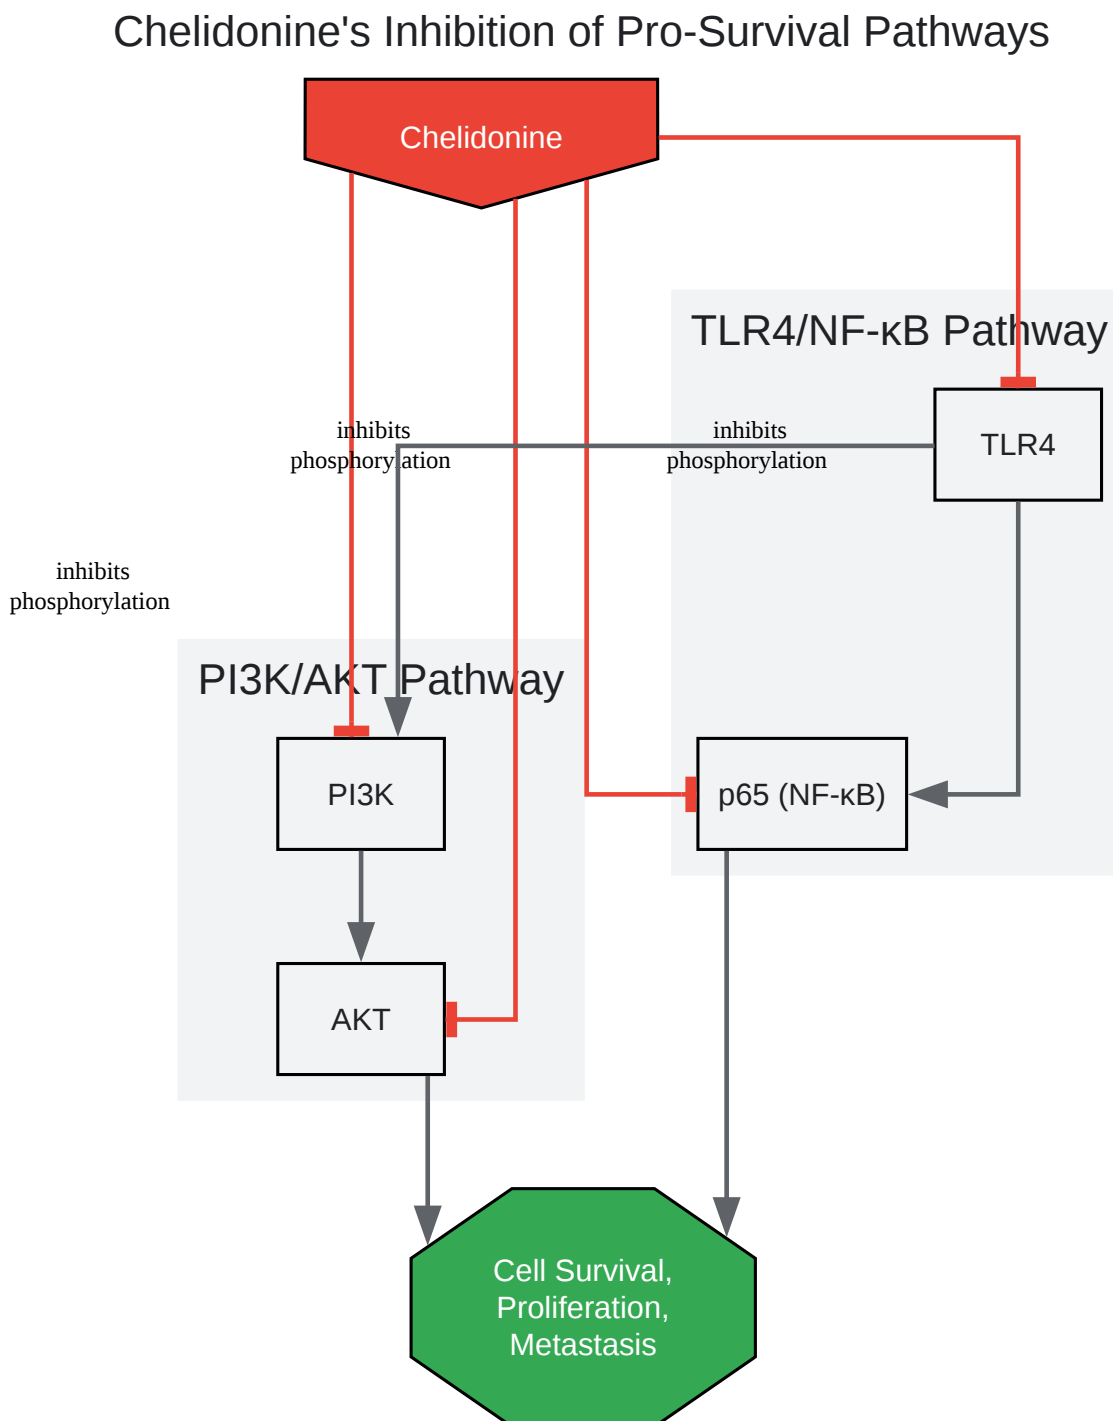 Chelidonine's Inhibition of Pro-Survival Pathways
Chelidonine
TLR4/NF-κB Pathway
TLR4
inhibits
phosphorylation
inhibits
phosphorylation
inhibits
phosphorylation
PI3K/AKT Pathway
PI3K
p65 (NF-κB)
AKT
Cell Survival,
Proliferation,
Metastasis